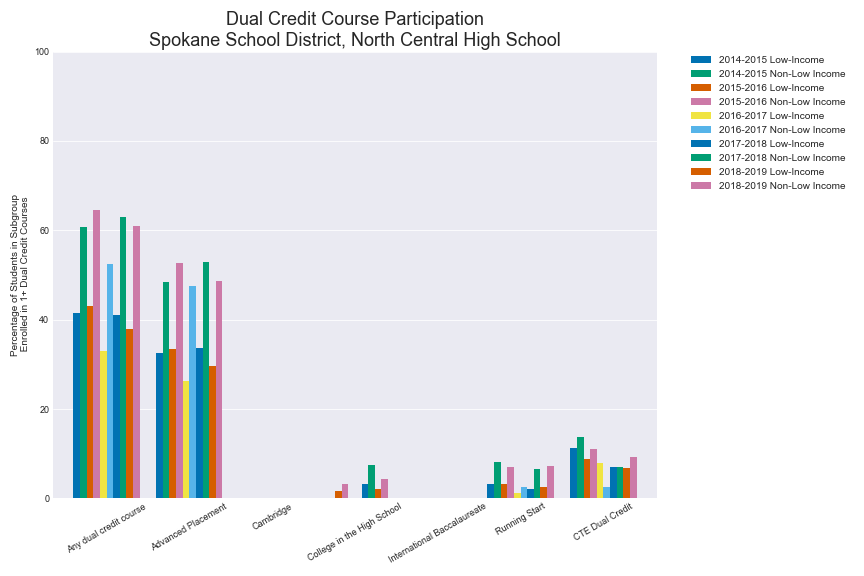 Dual Credit Course Participation
Spokane School District, North Central High School
Percentage of Students in Subgroup
Enrolled in 1+ Dual Credit Courses
100
80
60
40
20
0
Any dual credit course
Advanced Placement
Cambridge
College in the High School
International Baccalaureate
Running Start
CTE Dual Credit
2014-2015 Low-Income
2014-2015 Non-Low Income
2015-2016 Low-Income
2015-2016 Non-Low Income
2016-2017 Low-Income
2016-2017 Non-Low Income
2017-2018 Low-Income
2017-2018 Non-Low Income
2018-2019 Low-Income
2018-2019 Non-Low Income